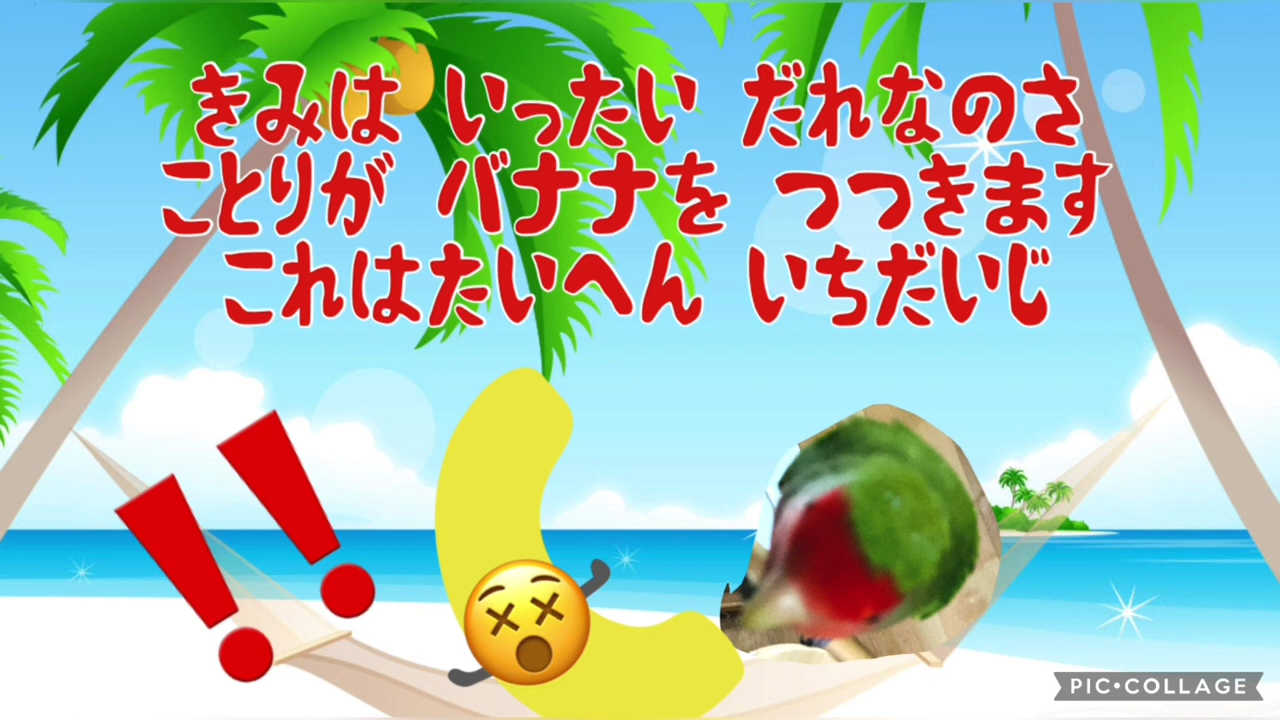 きみは いったい だれなのさ
ことりが バナナを つつきます
これはたいへん いちだいじ
PIC•COLLAGE